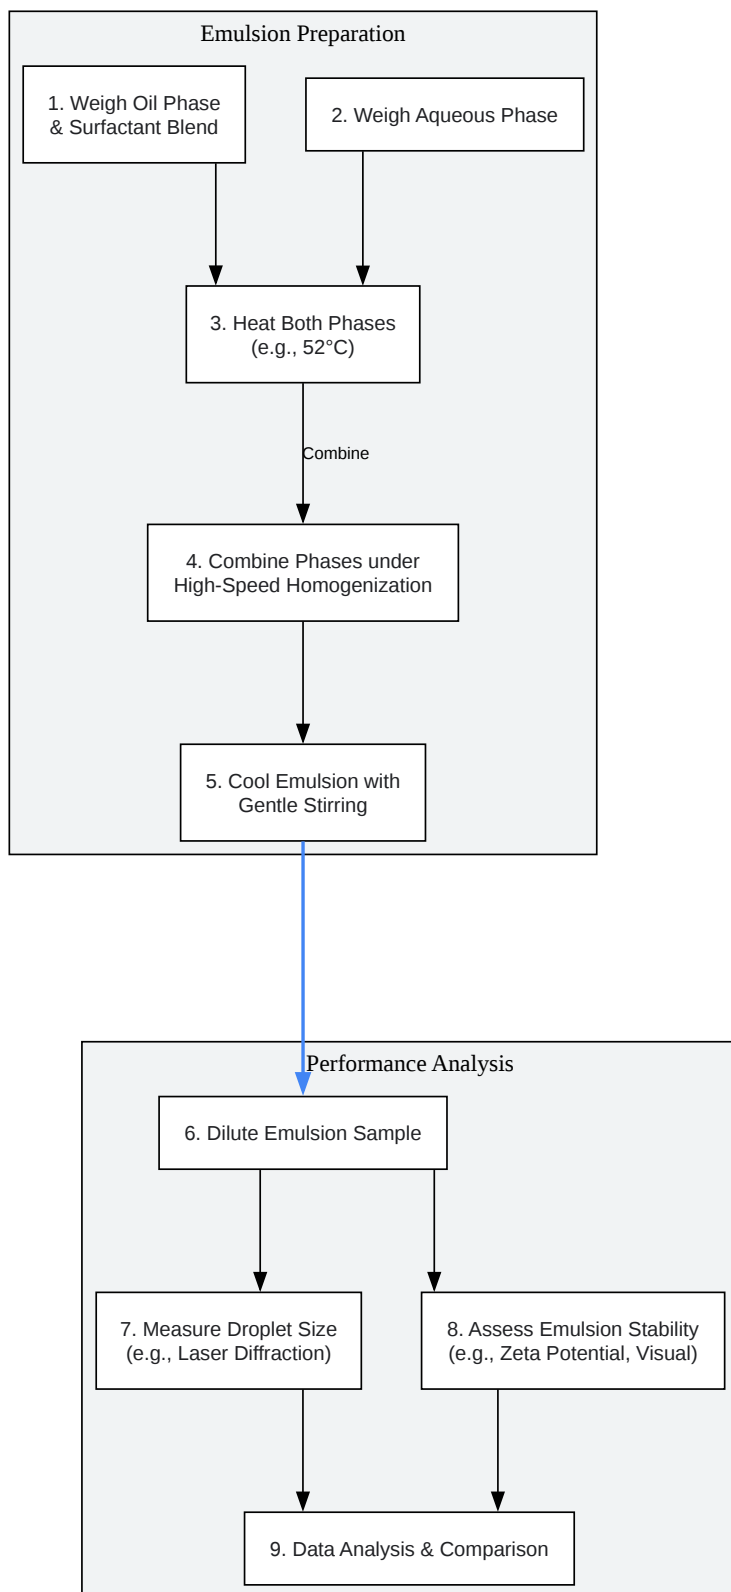 Emulsion Preparation
1. Weigh Oil Phase
& Surfactant Blend
2. Weigh Aqueous Phase
3. Heat Both Phases
(e.g., 52°C)
Combine
4. Combine Phases under
High-Speed Homogenization
5. Cool Emulsion with
Gentle Stirring
Performance Analysis
6. Dilute Emulsion Sample
7. Measure Droplet Size
(e.g., Laser Diffraction)
8. Assess Emulsion Stability
(e.g., Zeta Potential, Visual)
9. Data Analysis & Comparison